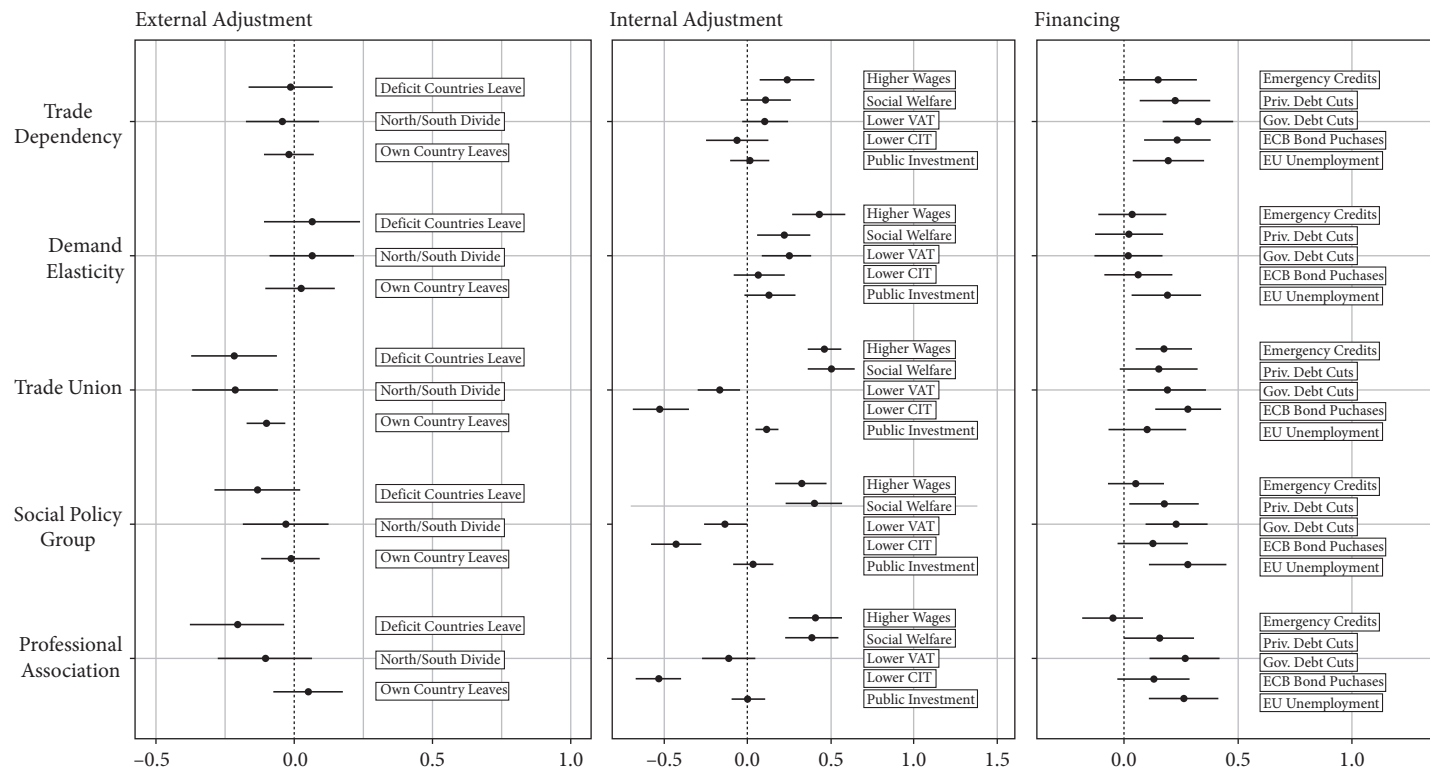 External Adjustment
Internal Adjustment
Financing
Trade
Dependency
Deficit Countries Leave
North/South Divide
Own Country Leaves
Higher Wages
Social Welfare
Lower VAT
Lower CIT
Public Investment
Emergency Credits
Priv. Debt Cuts
Gov. Debt Cuts
ECB Bond Puchases
EU Unemployment
Demand
Elasticity
Deficit Countries Leave
North/South Divide
Own Country Leaves
Higher Wages
Social Welfare
Lower VAT
Lower CIT
Public Investment
Emergency Credits
Priv. Debt Cuts
Gov. Debt Cuts
ECB Bond Puchases
EU Unemployment
Trade Union
Deficit Countries Leave
North/South Divide
Own Country Leaves
Higher Wages
Social Welfare
Lower VAT
Lower CIT
Public Investment
Emergency Credits
Priv. Debt Cuts
Gov. Debt Cuts
ECB Bond Puchases
EU Unemployment
Social Policy
Group
Deficit Countries Leave
North/South Divide
Own Country Leaves
Higher Wages
Social Welfare
Lower VAT
Lower CIT
Public Investment
Emergency Credits
Priv. Debt Cuts
Gov. Debt Cuts
ECB Bond Puchases
EU Unemployment
Professional
Association
Deficit Countries Leave
North/South Divide
Own Country Leaves
Higher Wages
Social Welfare
Lower VAT
Lower CIT
Public Investment
Emergency Credits
Priv. Debt Cuts
Gov. Debt Cuts
ECB Bond Puchases
EU Unemployment
−0.5 0.0 0.5 1.0
−0.5 0.0 0.5 1.0 1.5
0.0 0.5 1.0